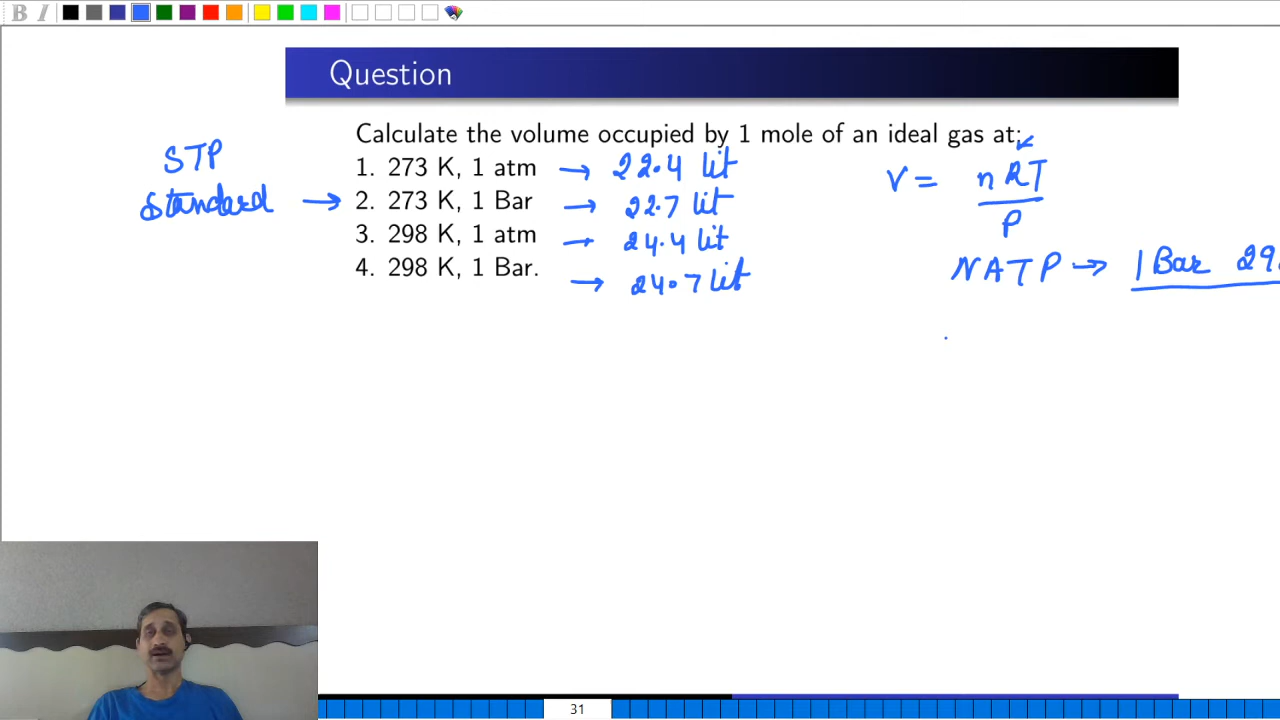 B I
Question
Calculate the volume occupied by 1 mole of an ideal gas at:
STP
Standard →
1. 273 K, 1 atm → 22.4 lit
2. 273 K, 1 Bar → 22.7 lit
3. 298 K, 1 atm → 24.4 lit
4. 298 K, 1 Bar. → 24.7 lit
V = nRT
P
NATP → 1 Bar 29
31